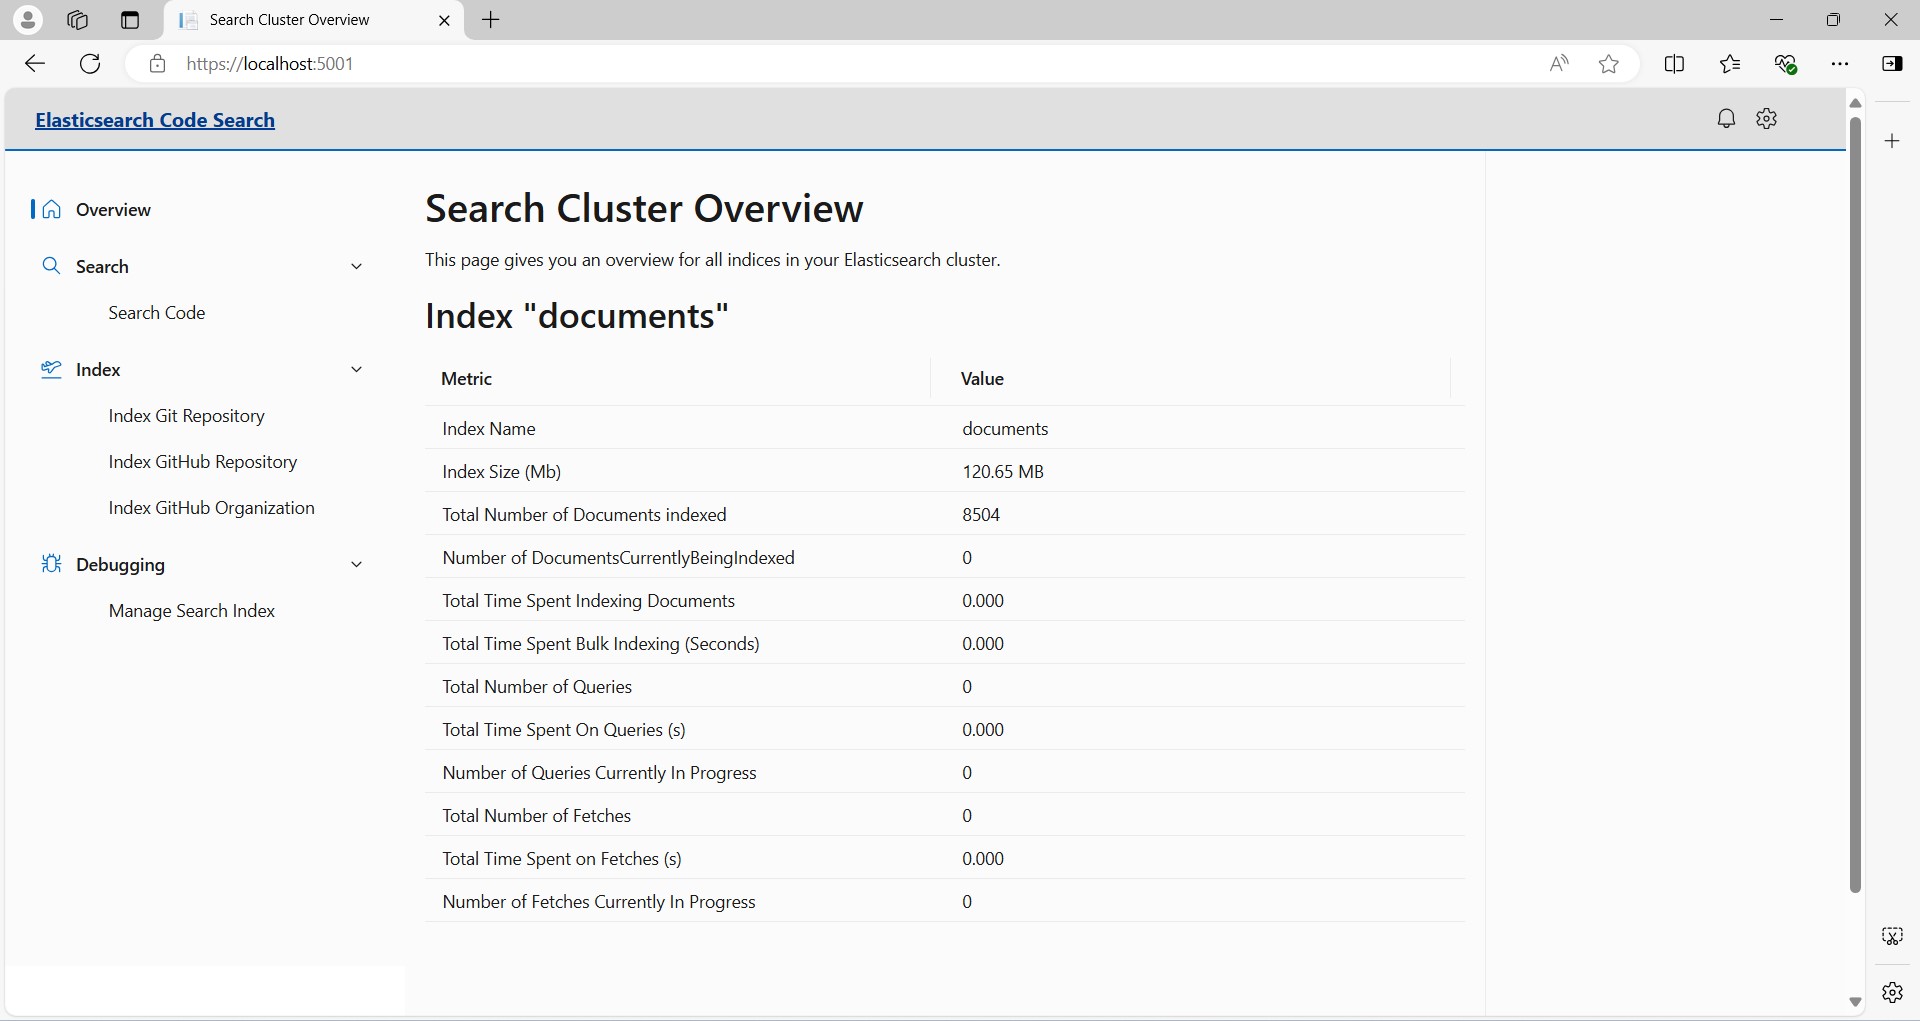 Search Cluster Overview
https://localhost:5001
Elasticsearch Code Search
Overview
Search
Search Code
Index
Index Git Repository
Index GitHub Repository
Index GitHub Organization
Debugging
Manage Search Index
Search Cluster Overview
This page gives you an overview for all indices in your Elasticsearch cluster.
Index "documents"
Metric Value
Index Name documents
Index Size (Mb) 120.65 MB
Total Number of Documents indexed 8504
Number of DocumentsCurrentlyBeingIndexed 0
Total Time Spent Indexing Documents 0.000
Total Time Spent Bulk Indexing (Seconds) 0.000
Total Number of Queries 0
Total Time Spent On Queries (s) 0.000
Number of Queries Currently In Progress 0
Total Number of Fetches 0
Total Time Spent on Fetches (s) 0.000
Number of Fetches Currently In Progress 0